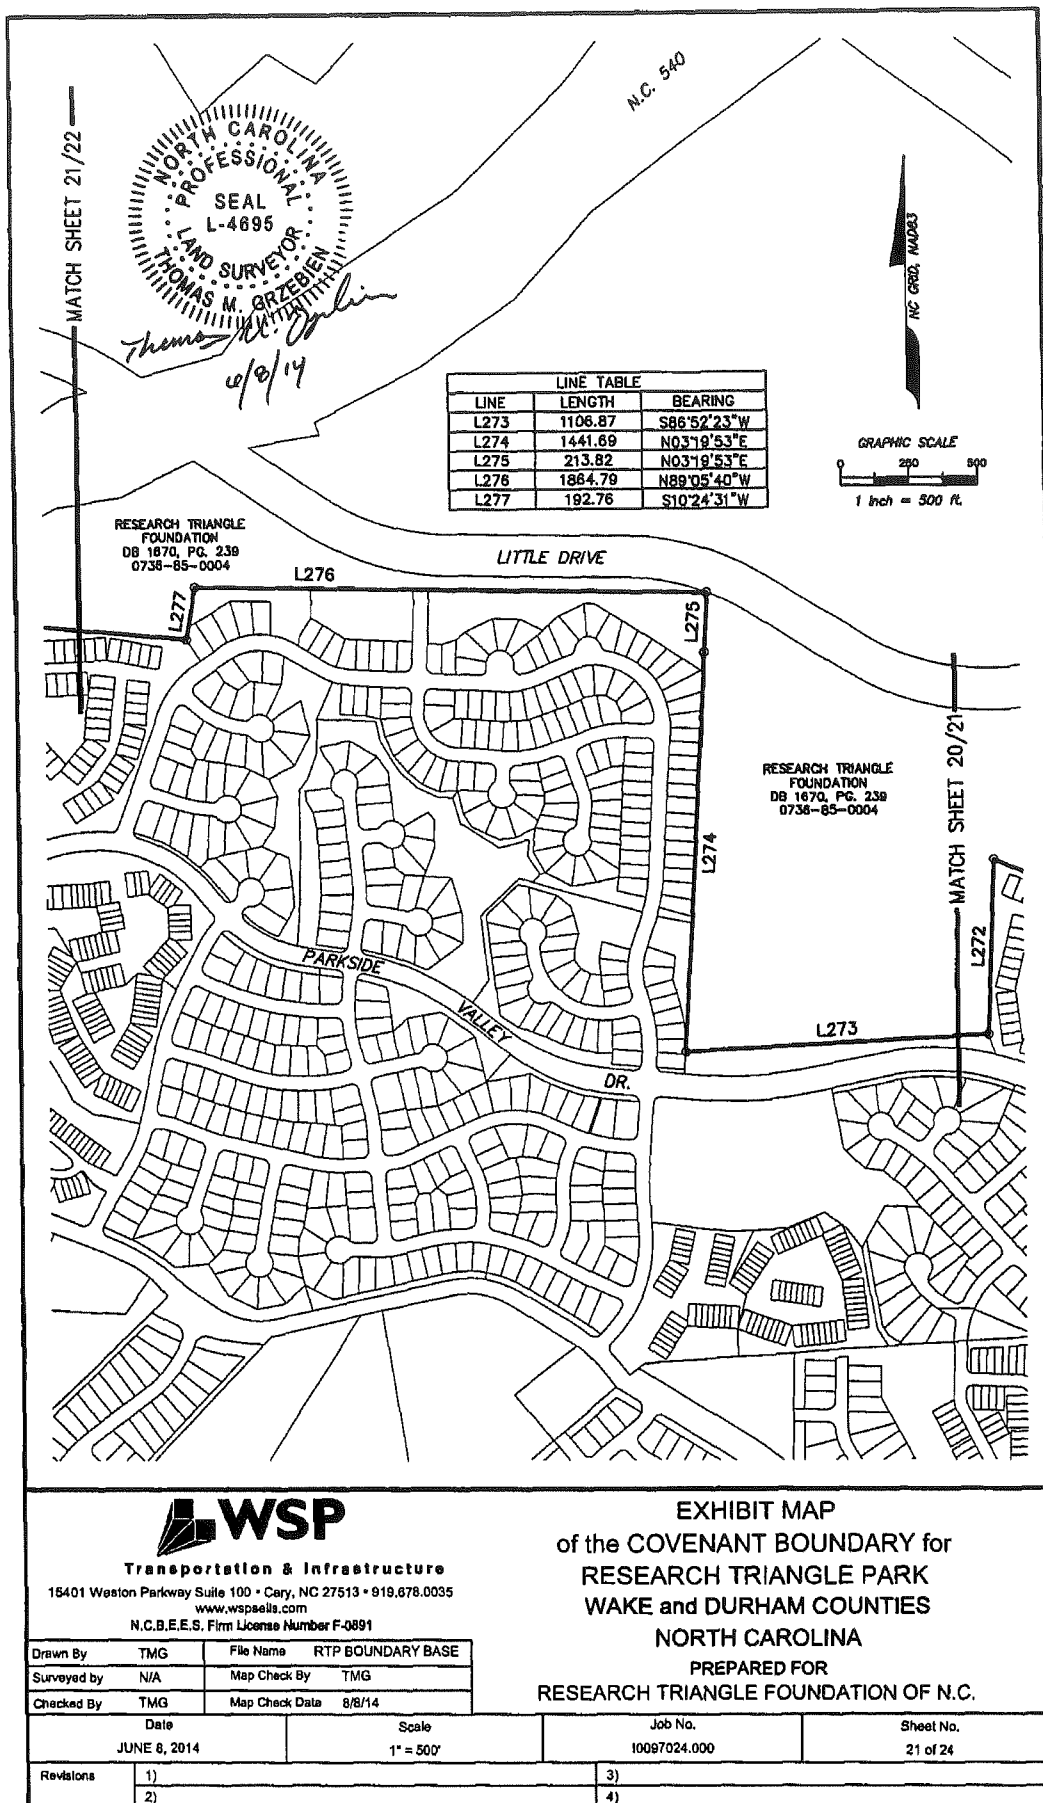 N.C. 540
MATCH SHEET 21/22
NORTH CAROLINA
PROFESSIONAL
SEAL
L-4695
LAND SURVEYOR
THOMAS M. GRZEBIEN
6/8/14
NC GRID, NAD83
LINE TABLE
LINE LENGTH BEARING
L273 1106.87 S86°52'23"W
L274 1441.69 N03°19'53"E
L275 213.82 N03°19'53"E
L276 1864.79 N89°05'40"W
L277 192.76 S10°24'31"W
GRAPHIC SCALE
0 250 500
1 inch = 500 ft.
RESEARCH TRIANGLE
FOUNDATION
DB 1670, PG. 239
0736-85-0004
LITTLE DRIVE
L276
L277
L275
RESEARCH TRIANGLE
FOUNDATION
DB 1670, PG. 239
0736-85-0004
MATCH SHEET 20/21
L274
L272
PARKSIDE
VALLEY
DR.
L273
WSP
Transportation & Infrastructure
15401 Weston Parkway Suite 100 • Cary, NC 27513 • 919.678.0035
www.wspsells.com
N.C.B.E.E.S. Firm License Number F-0891
Drawn By TMG File Name RTP BOUNDARY BASE
Surveyed by N/A Map Check By TMG
Checked By TMG Map Check Data 8/8/14
EXHIBIT MAP
of the COVENANT BOUNDARY for
RESEARCH TRIANGLE PARK
WAKE and DURHAM COUNTIES
NORTH CAROLINA
PREPARED FOR
RESEARCH TRIANGLE FOUNDATION OF N.C.
Date Scale Job No. Sheet No.
JUNE 8, 2014 1" = 500' 10097024.000 21 of 24
Revisions 1) 3)
2) 4)